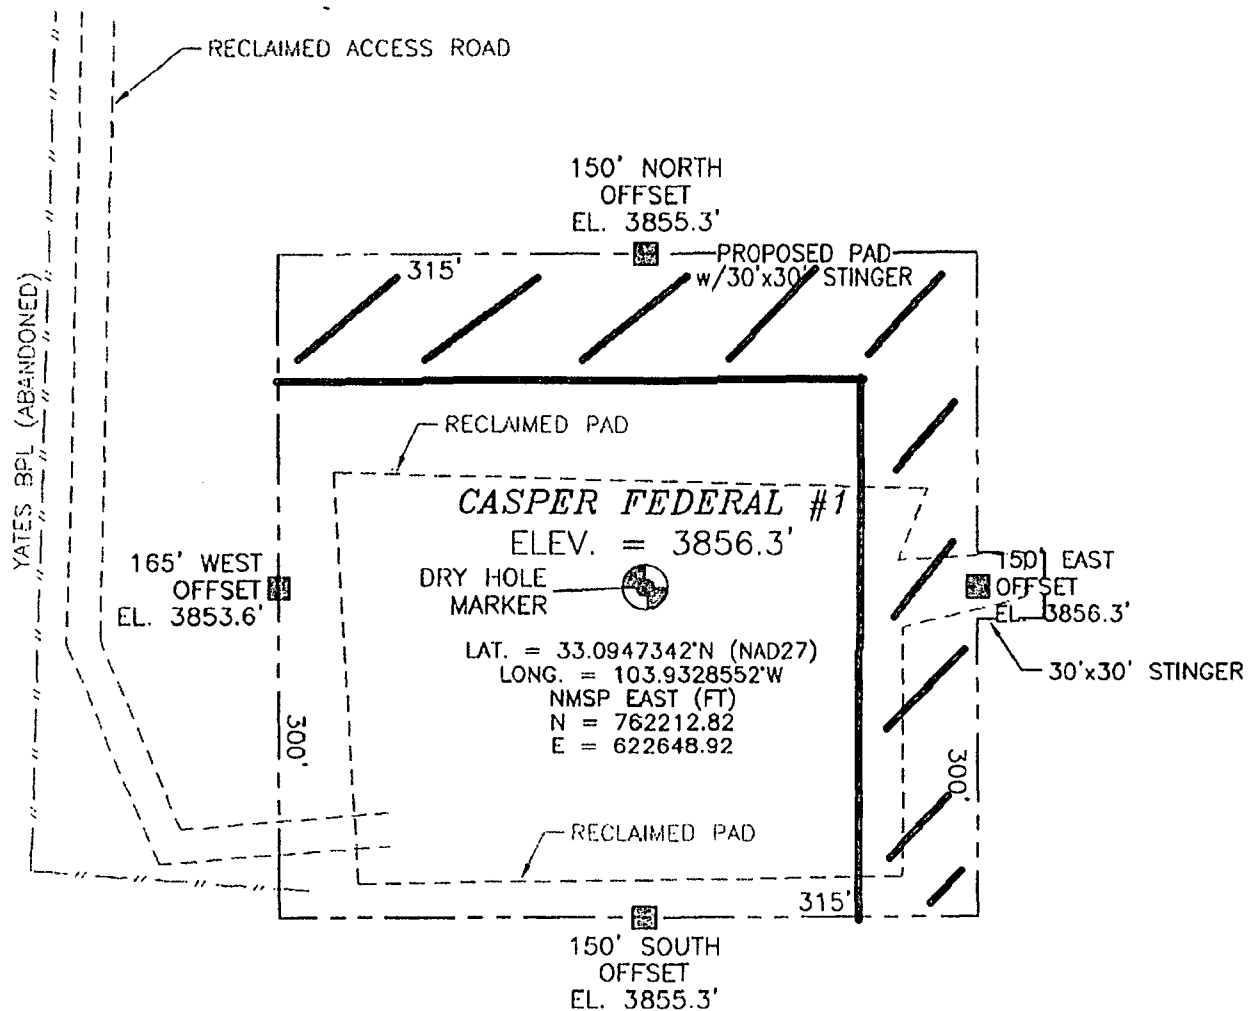 RECLAIMED ACCESS ROAD
150' NORTH
OFFSET
EL. 3855.3'
PROPOSED PAD
w/30'x30' STINGER
315'
YATES BPL (ABANDONED)
RECLAIMED PAD
CASPER FEDERAL #1
ELEV. = 3856.3'
165' WEST
OFFSET
EL. 3853.6'
DRY HOLE
MARKER
150' EAST
OFFSET
EL. 3856.3'
LAT. = 33.0947342°N (NAD27)
LONG. = 103.9328552°W
NMSP EAST (FT)
N = 762212.82
E = 622648.92
30'x30' STINGER
300'
300'
RECLAIMED PAD
315'
150' SOUTH
OFFSET
EL. 3855.3'